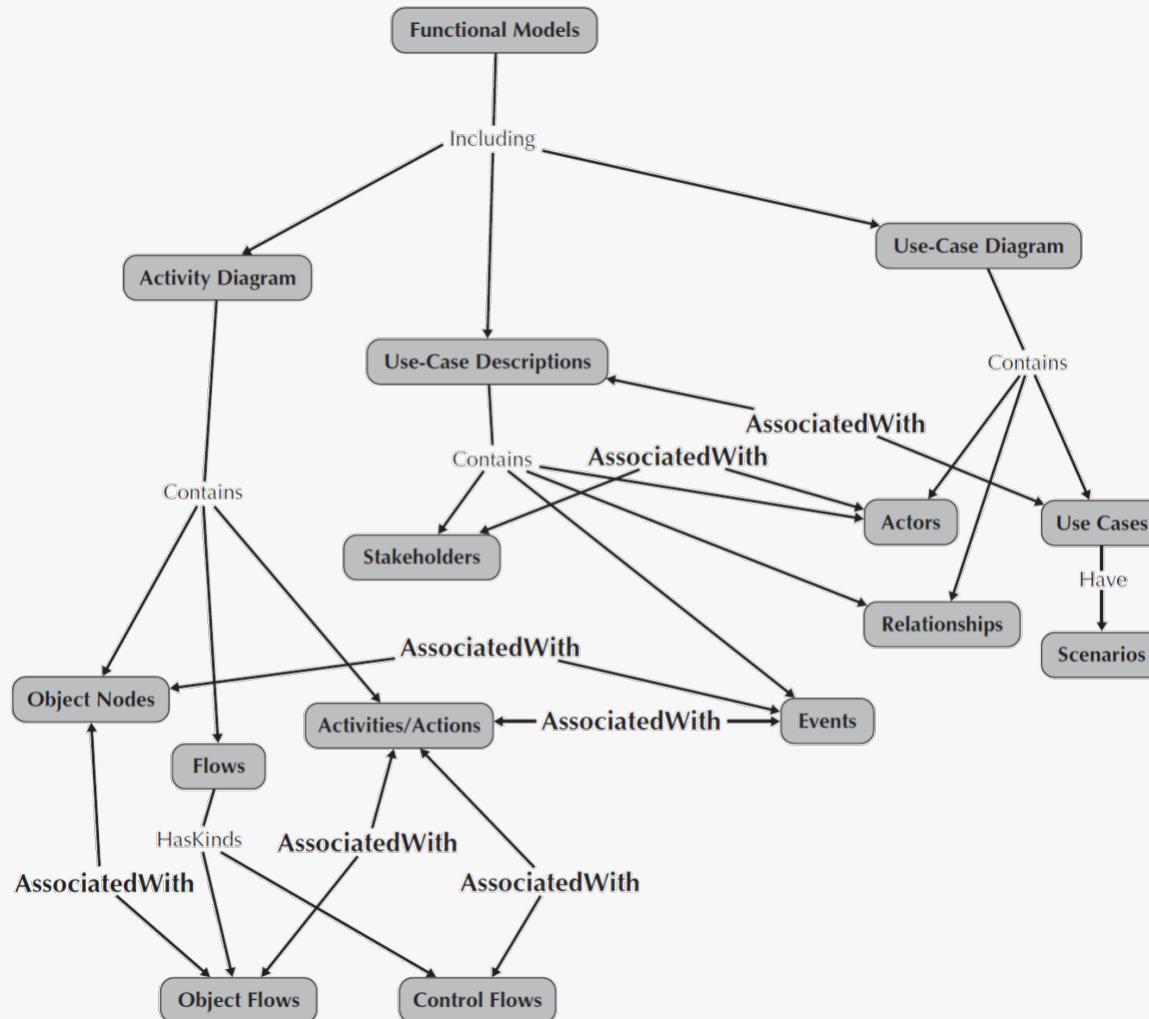 Functional Models
Including
Use-Case Diagram
Activity Diagram
Use-Case Descriptions
Contains
AssociatedWith
Contains
AssociatedWith
Contains
Actors
Use Cases
Stakeholders
Have
Relationships
AssociatedWith
Scenarios
Object Nodes
Activities/Actions
AssociatedWith
Events
Flows
HasKinds
AssociatedWith
AssociatedWith
AssociatedWith
Object Flows
Control Flows